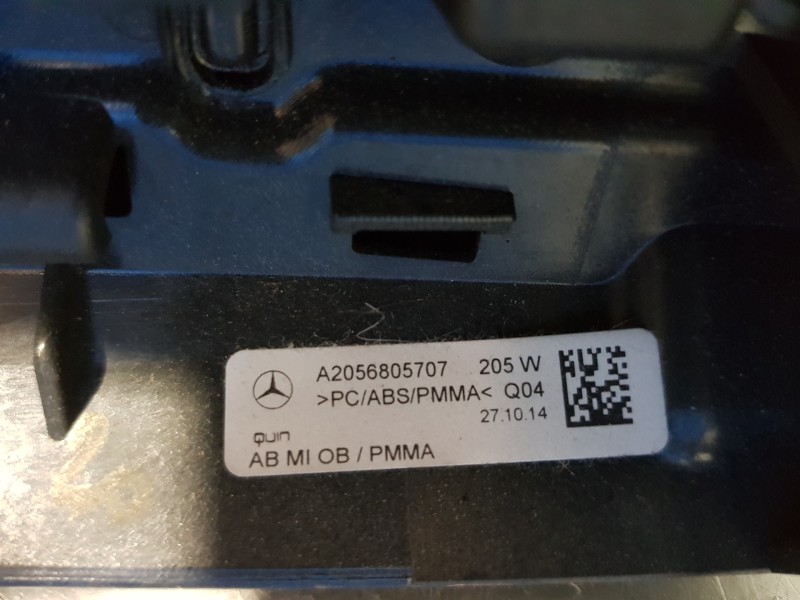 A2056805707 205 W
>PC/ABS/PMMA< Q04
27.10.14
QUIN
AB MI OB / PMMA